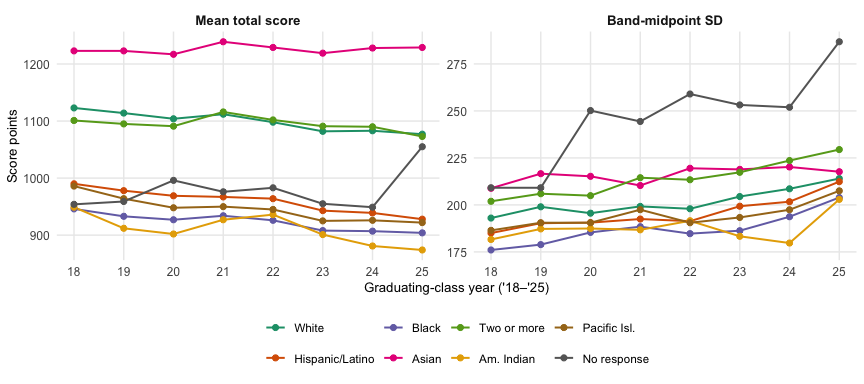 Mean total score
Band-midpoint SD
Score points
1200
1100
1000
900
275
250
225
200
175
18 19 20 21 22 23 24 25
18 19 20 21 22 23 24 25
Graduating-class year ('18–'25)
White
Black
Two or more
Pacific Isl.
Hispanic/Latino
Asian
Am. Indian
No response